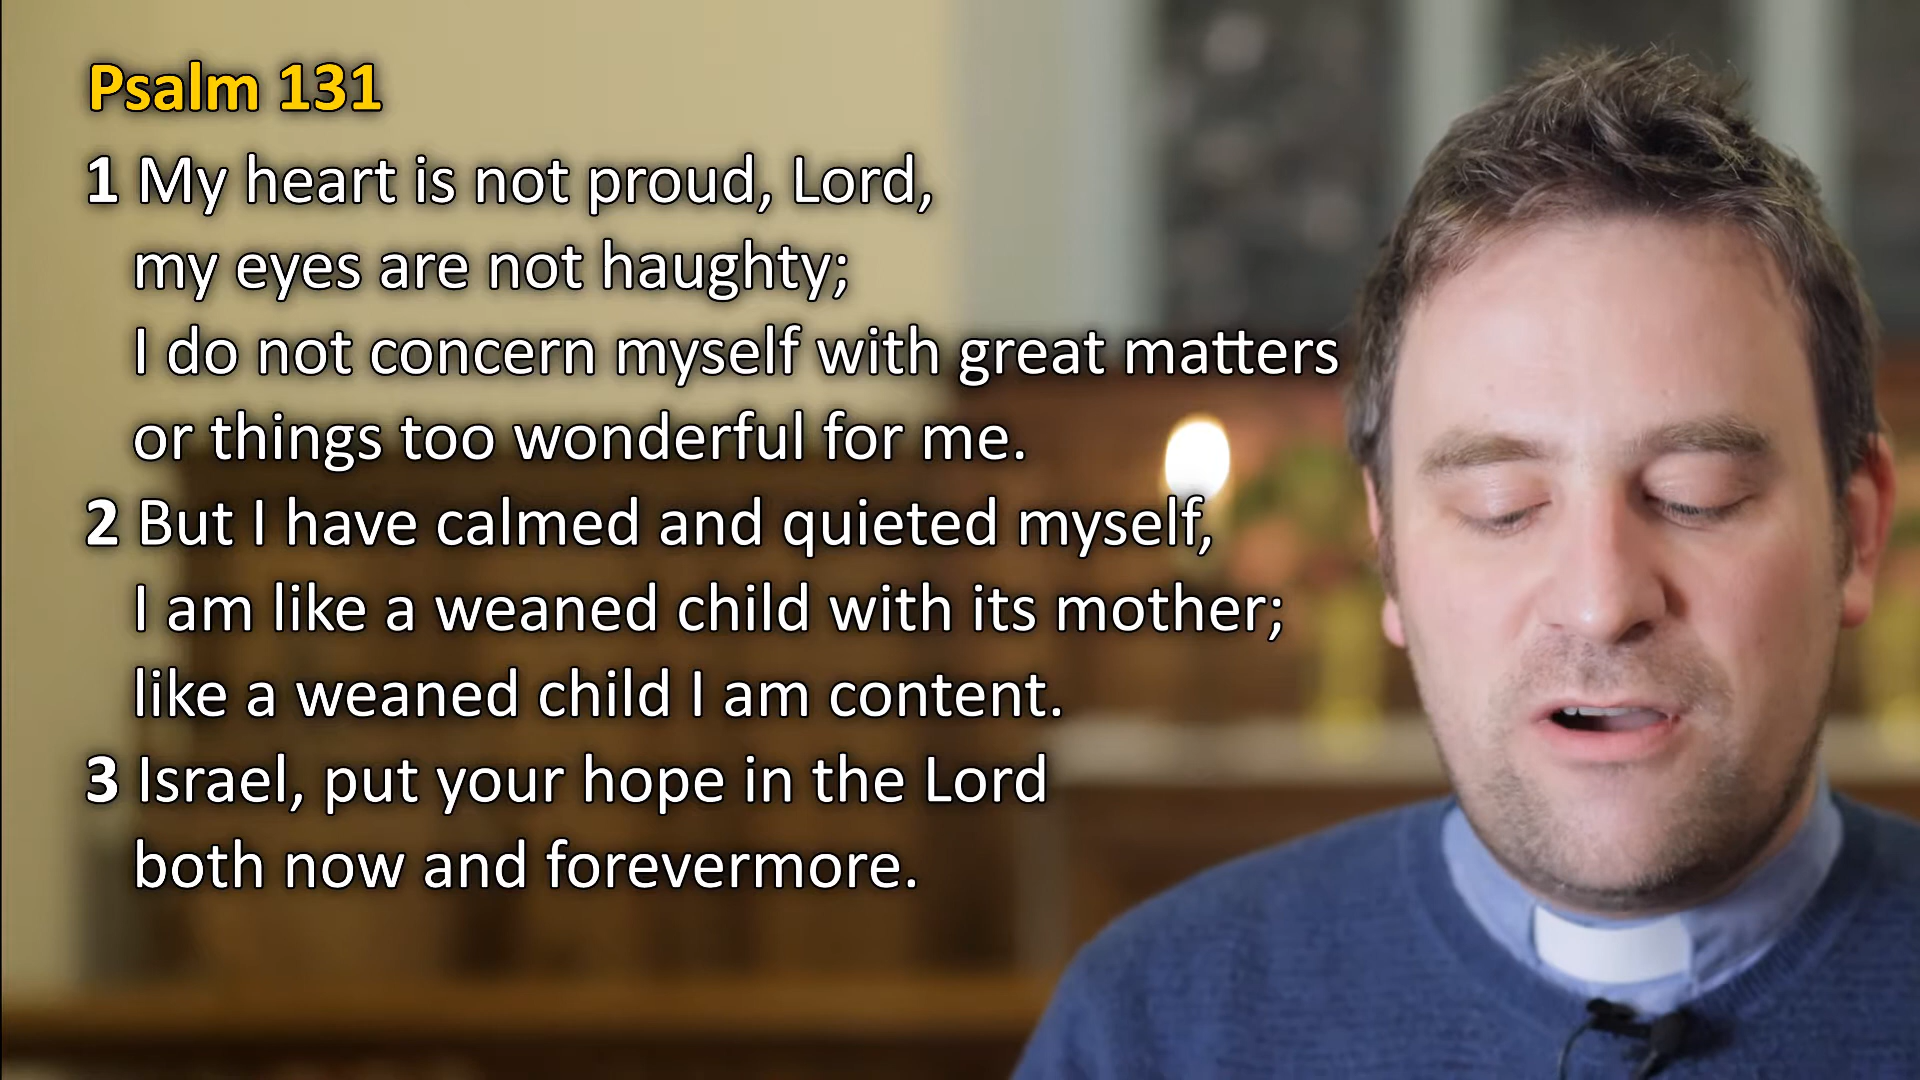 Psalm 131
1 My heart is not proud, Lord,
my eyes are not haughty;
I do not concern myself with great matters
or things too wonderful for me.
2 But I have calmed and quieted myself,
I am like a weaned child with its mother;
like a weaned child I am content.
3 Israel, put your hope in the Lord
both now and forevermore.